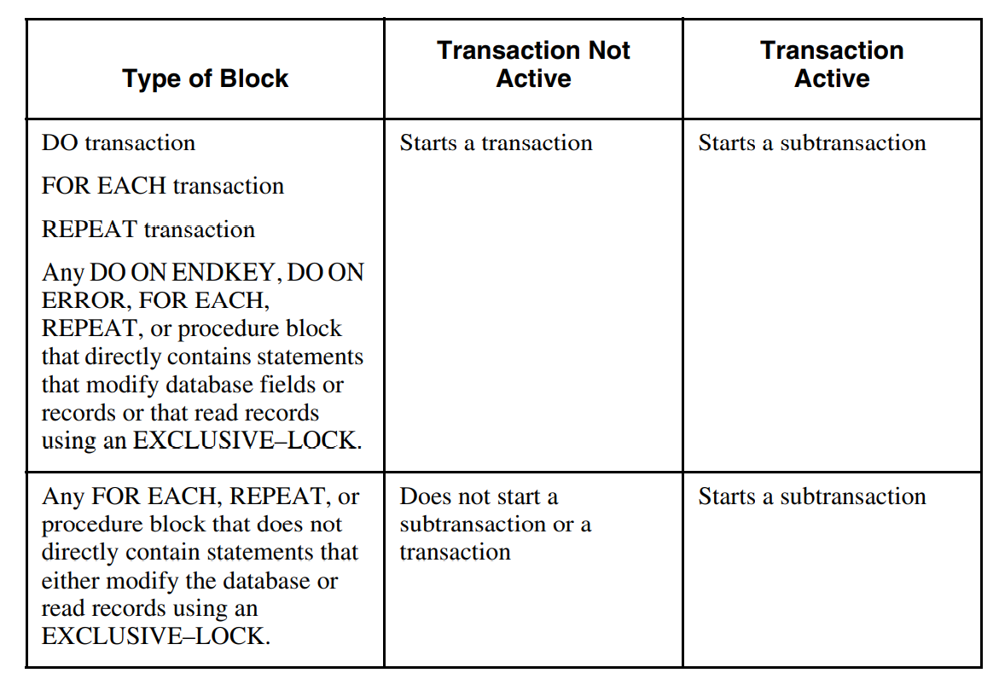 Type of Block
Transaction Not
Active
Transaction
Active
DO transaction
FOR EACH transaction
REPEAT transaction
Any DO ON ENDKEY, DO ON
ERROR, FOR EACH,
REPEAT, or procedure block
that directly contains statements
that modify database fields or
records or that read records
using an EXCLUSIVE–LOCK.
Starts a transaction
Starts a subtransaction
Any FOR EACH, REPEAT, or
procedure block that does not
directly contain statements that
either modify the database or
read records using an
EXCLUSIVE–LOCK.
Does not start a
subtransaction or a
transaction
Starts a subtransaction